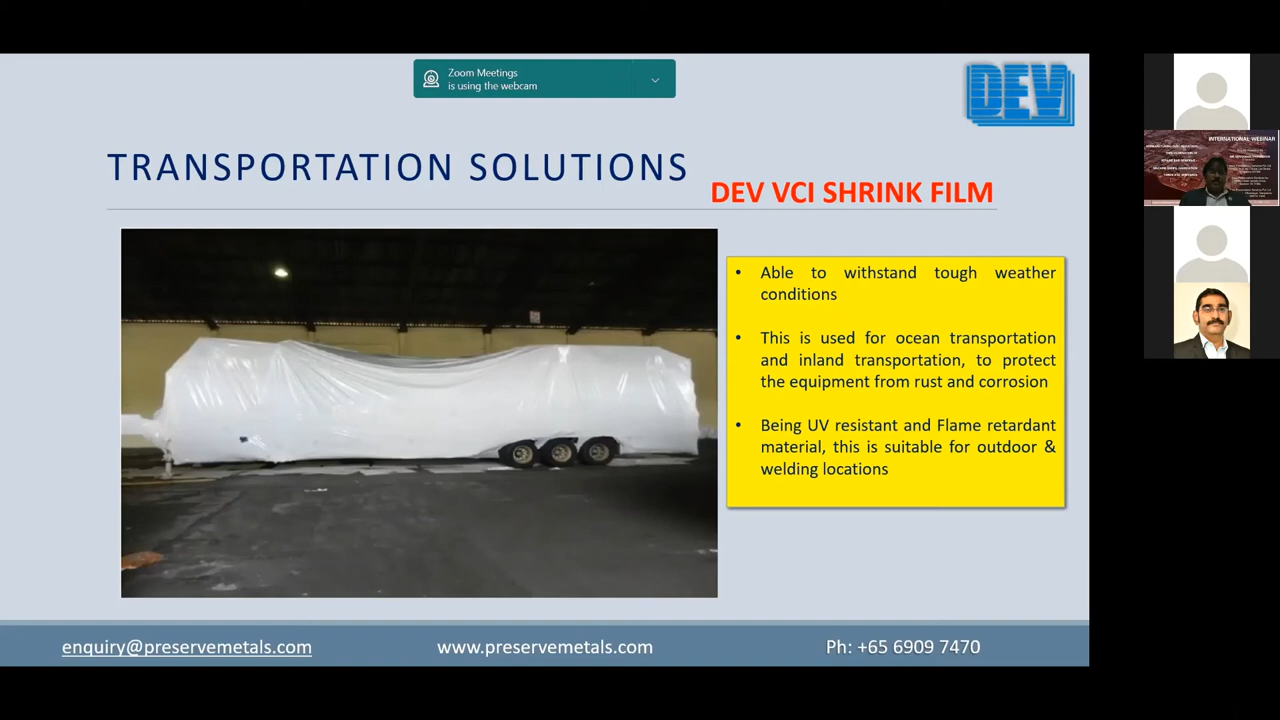 Zoom Meetings
is using the webcam
DEV
TRANSPORTATION SOLUTIONS
DEV VCI SHRINK FILM
• Able to withstand tough weather
conditions
• This is used for ocean transportation
and inland transportation, to protect
the equipment from rust and corrosion
• Being UV resistant and Flame retardant
material, this is suitable for outdoor &
welding locations
enquiry@preservemetals.com
www.preservemetals.com
Ph: +65 6909 7470
INTERNATIONAL WEBINAR